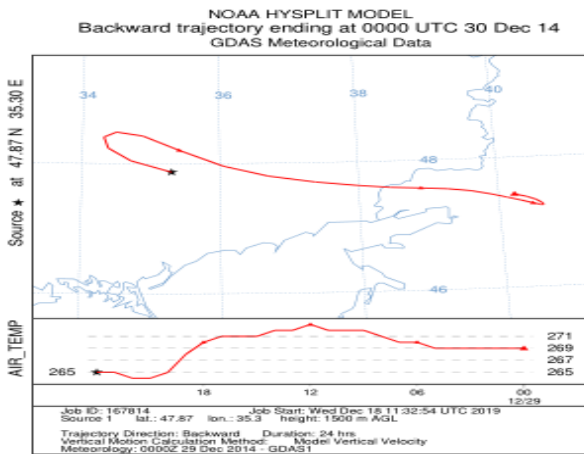 NOAA HYSPLIT MODEL
Backward trajectory ending at 0000 UTC 30 Dec 14
GDAS Meteorological Data
Source ★ at 47.87 N 35.30 E
34
36
38
40
48
46
AIR_TEMP
265
271
269
267
265
18
12
06
00
12/29
Job ID: 167814 Job Start: Wed Dec 18 11:32:54 UTC 2019
Source 1 lat.: 47.87 lon.: 35.3 height: 1500 m AGL
Trajectory Direction: Backward Duration: 24 hrs
Vertical Motion Calculation Method: Model Vertical Velocity
Meteorology: 0000Z 29 Dec 2014 - GDAS1